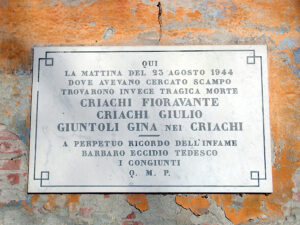 QUI
LA MATTINA DEL 23 AGOSTO 1944
DOVE AVEVANO CERCATO SCAMPO
TROVARONO INVECE TRAGICA MORTE
CRIACHI FIORAVANTE
CRIACHI GIULIO
GIUNTOLI GINA NEI CRIACHI
A PERPETUO RICORDO DELL'INFAME
BARBARO ECCIDIO TEDESCO
I CONGIUNTI
Q. M. P.